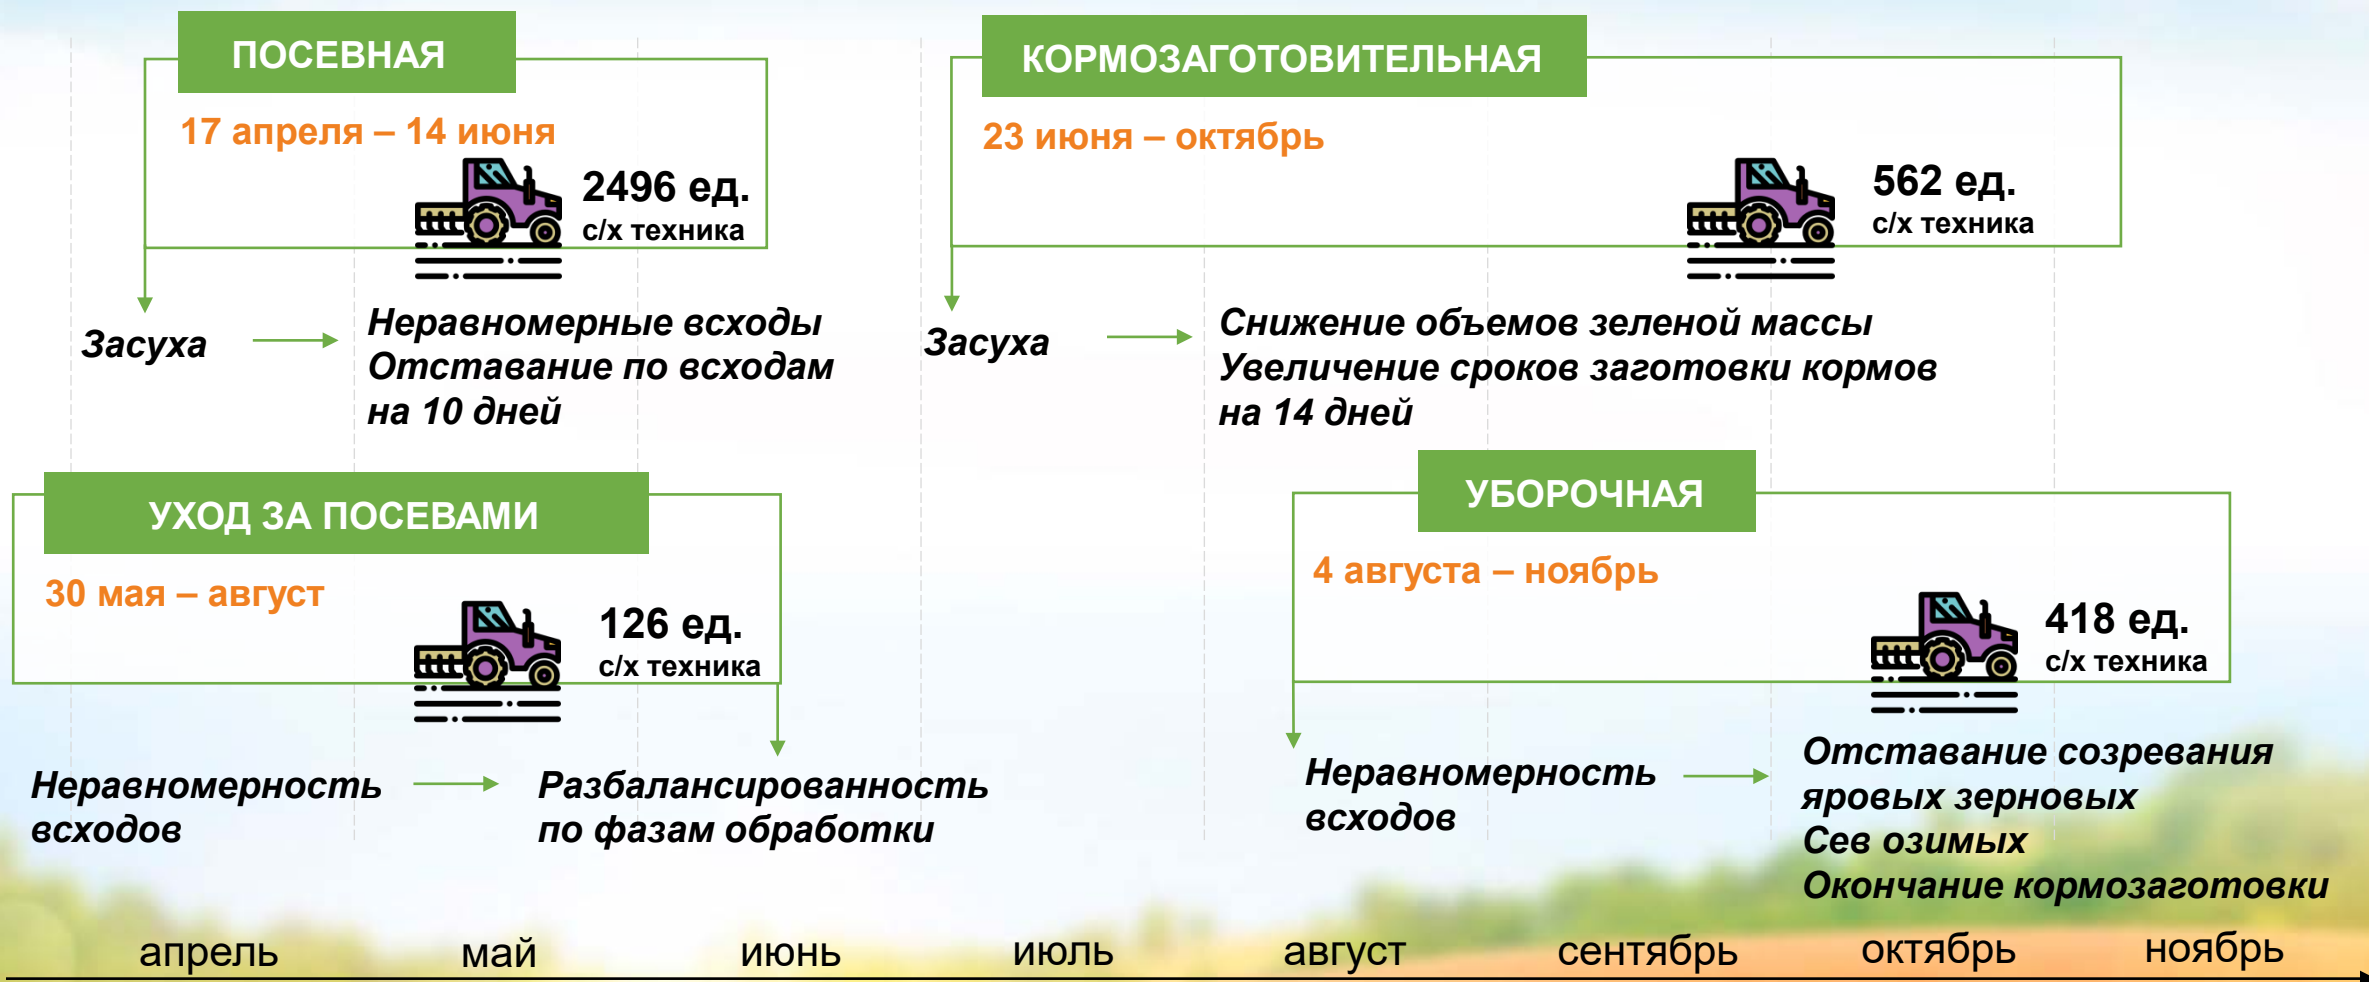 ПОСЕВНАЯ
17 апреля – 14 июня
2496 ед.
с/х техника
Засуха
Неравномерные всходы
Отставание по всходам
на 10 дней
КОРМОЗАГОТОВИТЕЛЬНАЯ
23 июня – октябрь
562 ед.
с/х техника
Засуха
Снижение объемов зеленой массы
Увеличение сроков заготовки кормов
на 14 дней
УХОД ЗА ПОСЕВАМИ
30 мая – август
126 ед.
с/х техника
Неравномерность
всходов
Разбалансированность
по фазам обработки
УБОРОЧНАЯ
4 августа – ноябрь
418 ед.
с/х техника
Неравномерность
всходов
Отставание созревания
яровых зерновых
Сев озимых
Окончание кормозаготовки
апрель май июнь июль август сентябрь октябрь ноябрь